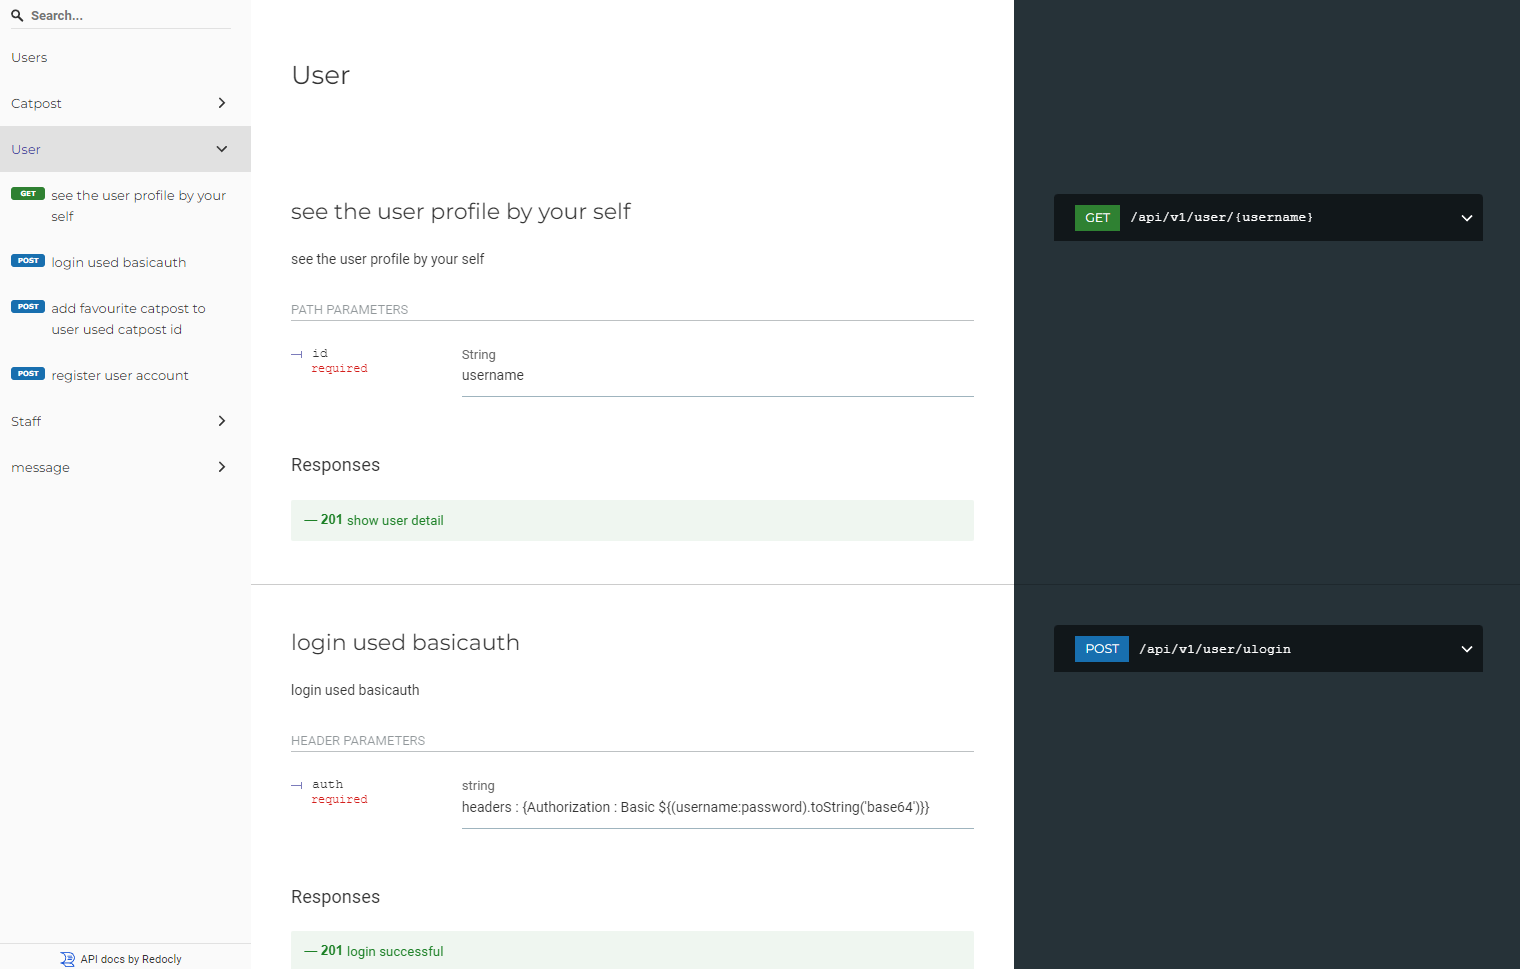 Search...
Users
Catpost
User
GET see the user profile by your
self
POST login used basicauth
POST add favourite catpost to
user used catpost id
POST register user account
Staff
message
API docs by Redocly
User
see the user profile by your self
see the user profile by your self
PATH PARAMETERS
id String
required username
Responses
— 201 show user detail
GET /api/v1/user/{username}
login used basicauth
login used basicauth
HEADER PARAMETERS
auth string
required headers : {Authorization : Basic ${(username:password).toString('base64')}}
Responses
— 201 login successful
POST /api/v1/user/ulogin